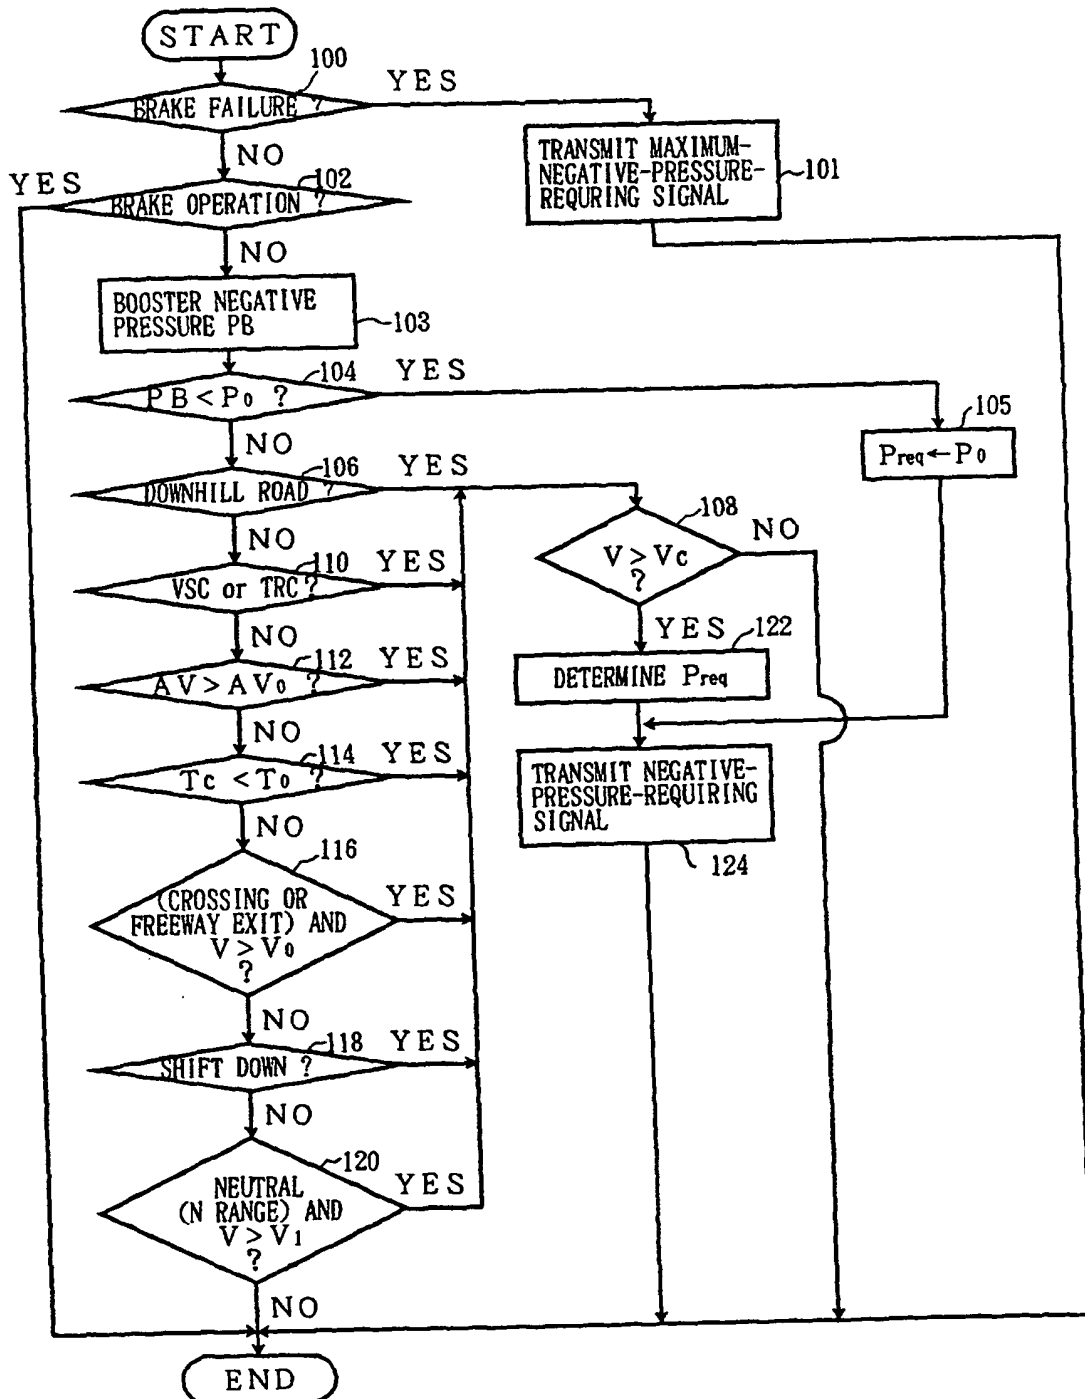 START
100
BRAKE FAILURE ?
YES
TRANSMIT MAXIMUM-
NEGATIVE-PRESSURE-
REQURING SIGNAL
101
NO
YES
102
BRAKE OPERATION ?
NO
BOOSTER NEGATIVE
PRESSURE PB
103
104
PB < P0 ?
YES
105
Preq ← P0
NO
106
DOWNHILL ROAD ?
YES
108
V > Vc
?
NO
NO
110
VSC or TRC ?
YES
YES
122
DETERMINE Preq
NO
112
AV > AV0 ?
YES
NO
114
Tc < T0 ?
YES
TRANSMIT NEGATIVE-
PRESSURE-REQUIRING
SIGNAL
124
NO
116
(CROSSING OR
FREEWAY EXIT) AND
V > V0
?
YES
NO
118
SHIFT DOWN ?
YES
NO
120
NEUTRAL
(N RANGE) AND
V > V1
?
YES
NO
END